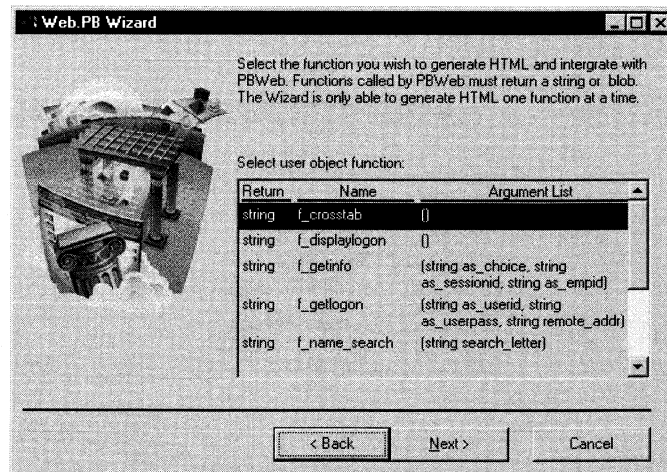 Web.PB Wizard
Select the function you wish to generate HTML and intergrate with
PBWeb. Functions called by PBWeb must return a string or blob.
The Wizard is only able to generate HTML one function at a time.
Select user object function:
Return Name Argument List
string f_crosstab ()
string f_displaylogon ()
string f_getinfo (string as_choice, string
as_sessionid, string as_empid)
string f_getlogon (string as_userid, string
as_userpass, string remote_addr)
string f_name_search (string search_letter)
< Back Next > Cancel